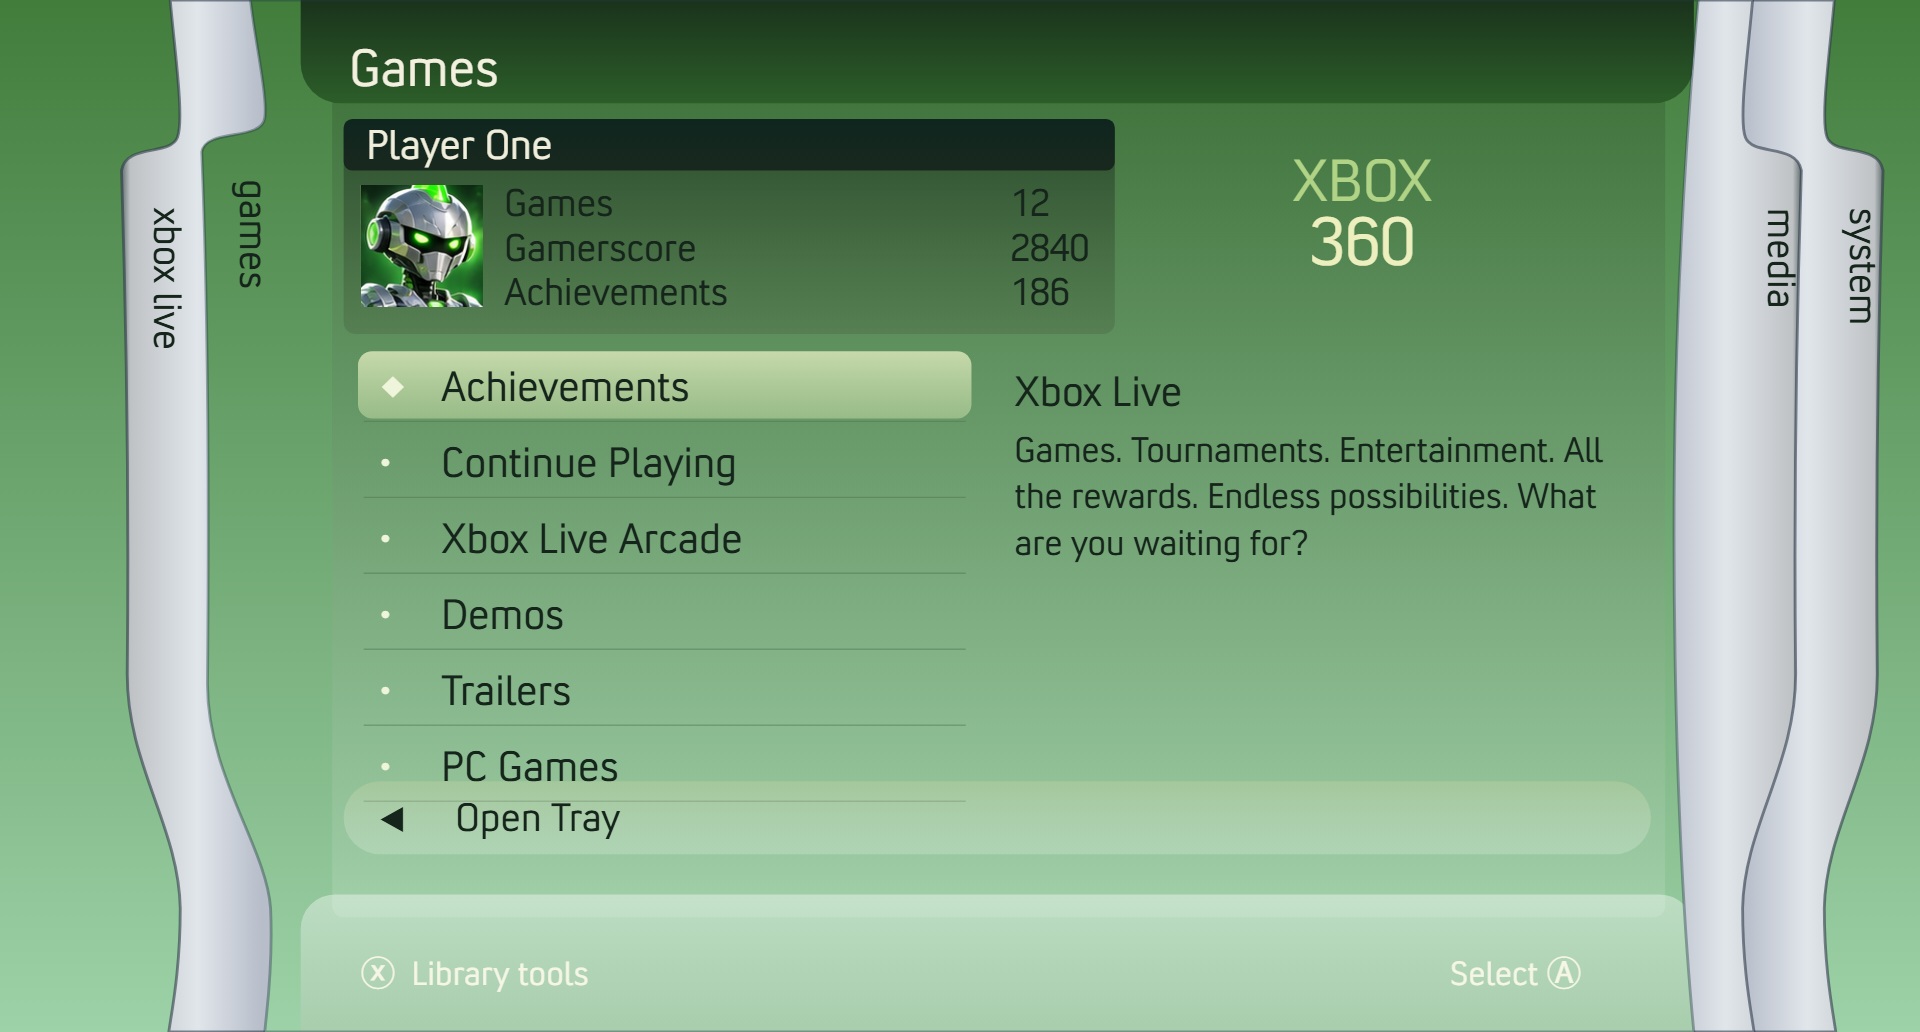 Games
Player One
Games 12
Gamerscore 2840
Achievements 186
XBOX
360
xbox live
games
media
system
Achievements
Continue Playing
Xbox Live Arcade
Demos
Trailers
PC Games
Open Tray
Xbox Live
Games. Tournaments. Entertainment. All
the rewards. Endless possibilities. What
are you waiting for?
X Library tools
Select A